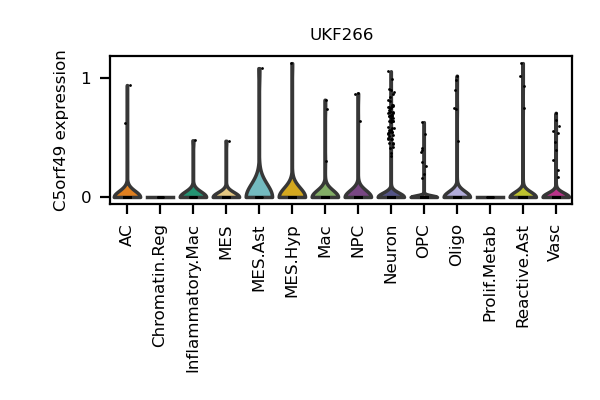 UKF266
C5orf49 expression
1
0
AC
Chromatin.Reg
Inflammatory.Mac
MES
MES.Ast
MES.Hyp
Mac
NPC
Neuron
OPC
Oligo
Prolif.Metab
Reactive.Ast
Vasc